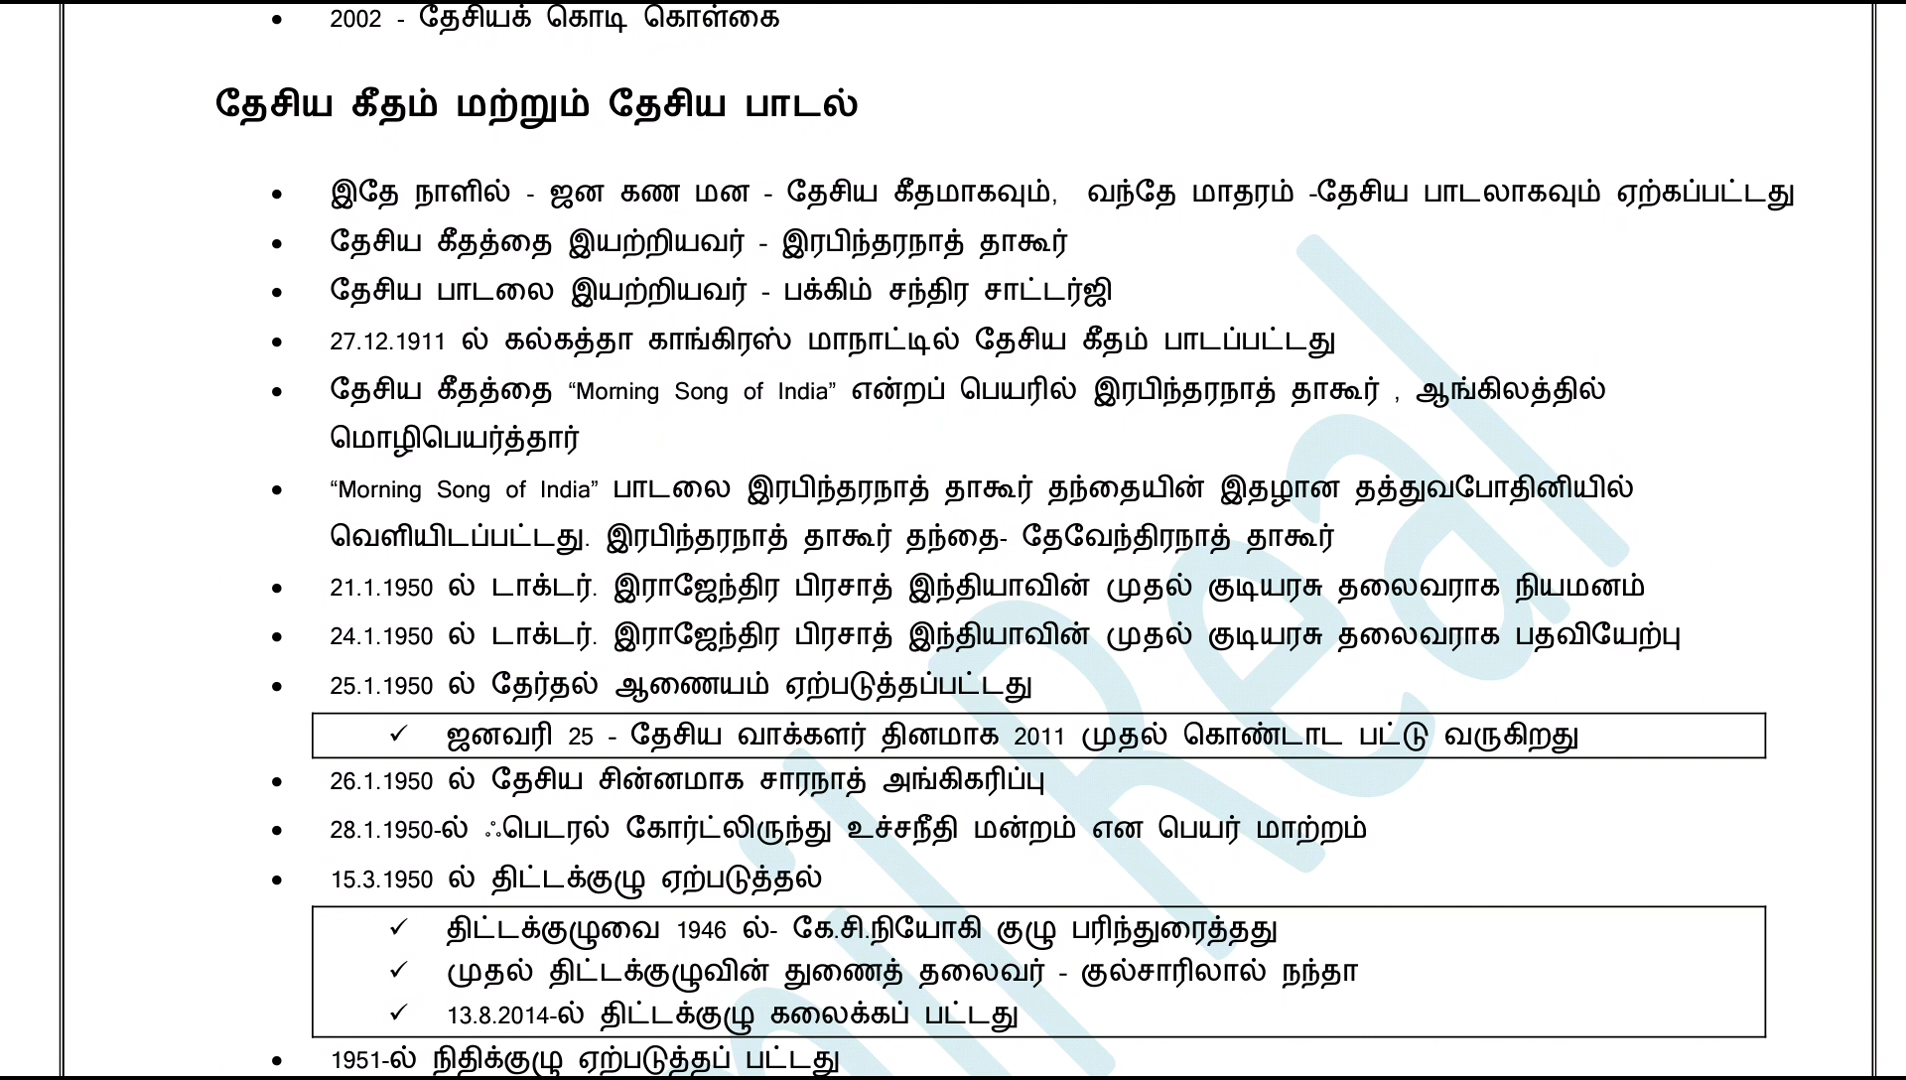 • 2002 - தேசியக் கொடி கொள்கை
தேசிய கீதம் மற்றும் தேசிய பாடல்
• இதே நாளில் - ஜன கண மன - தேசிய கீதமாகவும், வந்தே மாதரம் -தேசிய பாடலாகவும் ஏற்கப்பட்டது
• தேசிய கீதத்தை இயற்றியவர் - இரபிந்தரநாத் தாகூர்
• தேசிய பாடலை இயற்றியவர் - பக்கிம் சந்திர சாட்டர்ஜி
• 27.12.1911 ல் கல்கத்தா காங்கிரஸ் மாநாட்டில் தேசிய கீதம் பாடப்பட்டது
• தேசிய கீதத்தை “Morning Song of India” என்றப் பெயரில் இரபிந்தரநாத் தாகூர் , ஆங்கிலத்தில்
மொழிபெயர்த்தார்
• “Morning Song of India” பாடலை இரபிந்தரநாத் தாகூர் தந்தையின் இதழான தத்துவபோதினியில்
வெளியிடப்பட்டது. இரபிந்தரநாத் தாகூர் தந்தை- தேவேந்திரநாத் தாகூர்
• 21.1.1950 ல் டாக்டர். இராஜேந்திர பிரசாத் இந்தியாவின் முதல் குடியரசு தலைவராக நியமனம்
• 24.1.1950 ல் டாக்டர். இராஜேந்திர பிரசாத் இந்தியாவின் முதல் குடியரசு தலைவராக பதவியேற்பு
• 25.1.1950 ல் தேர்தல் ஆணையம் ஏற்படுத்தப்பட்டது
✓ ஜனவரி 25 - தேசிய வாக்களர் தினமாக 2011 முதல் கொண்டாட பட்டு வருகிறது
• 26.1.1950 ல் தேசிய சின்னமாக சாரநாத் அங்கிகரிப்பு
• 28.1.1950-ல் ஃபெடரல் கோர்ட்லிருந்து உச்சநீதி மன்றம் என பெயர் மாற்றம்
• 15.3.1950 ல் திட்டக்குழு ஏற்படுத்தல்
✓ திட்டக்குழுவை 1946 ல்- கே.சி.நியோகி குழு பரிந்துரைத்தது
✓ முதல் திட்டக்குழுவின் துணைத் தலைவர் - குல்சாரிலால் நந்தா
✓ 13.8.2014-ல் திட்டக்குழு கலைக்கப் பட்டது
• 1951-ல் நிதிக்குழு ஏற்படுத்தப் பட்டது